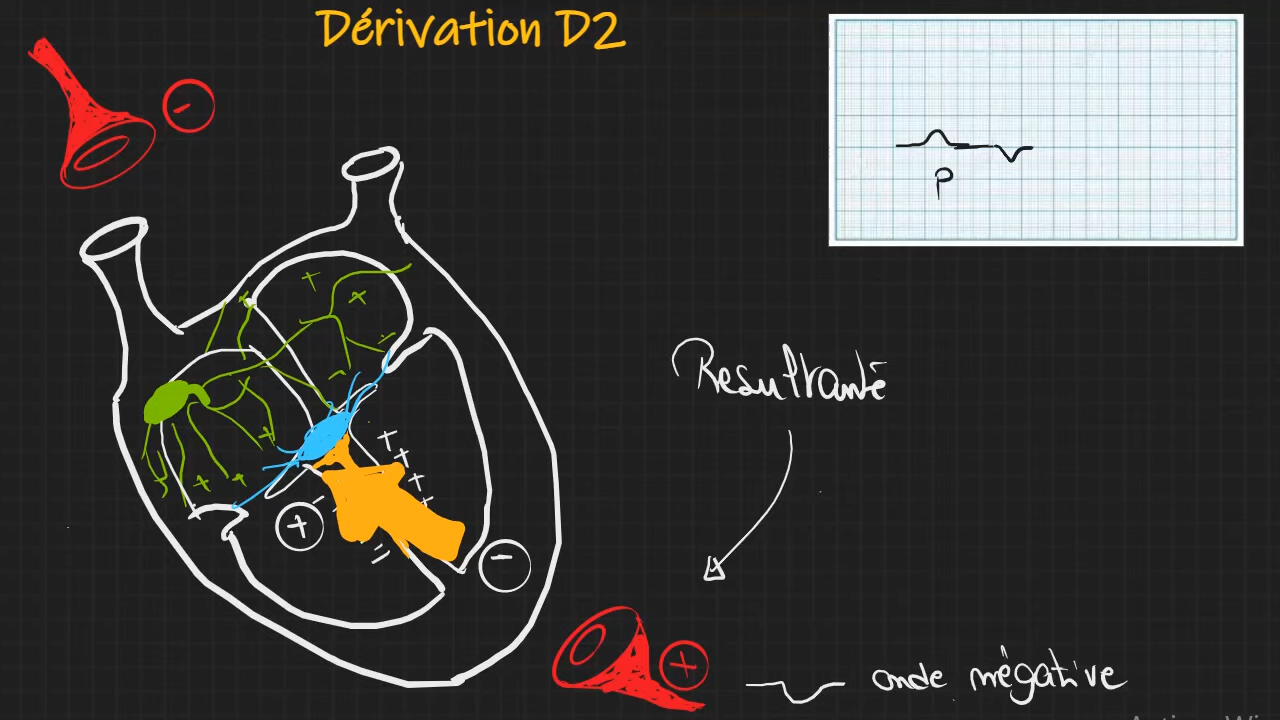 Dérivation D2
-
P
Resultante
+
-
+
onde négative